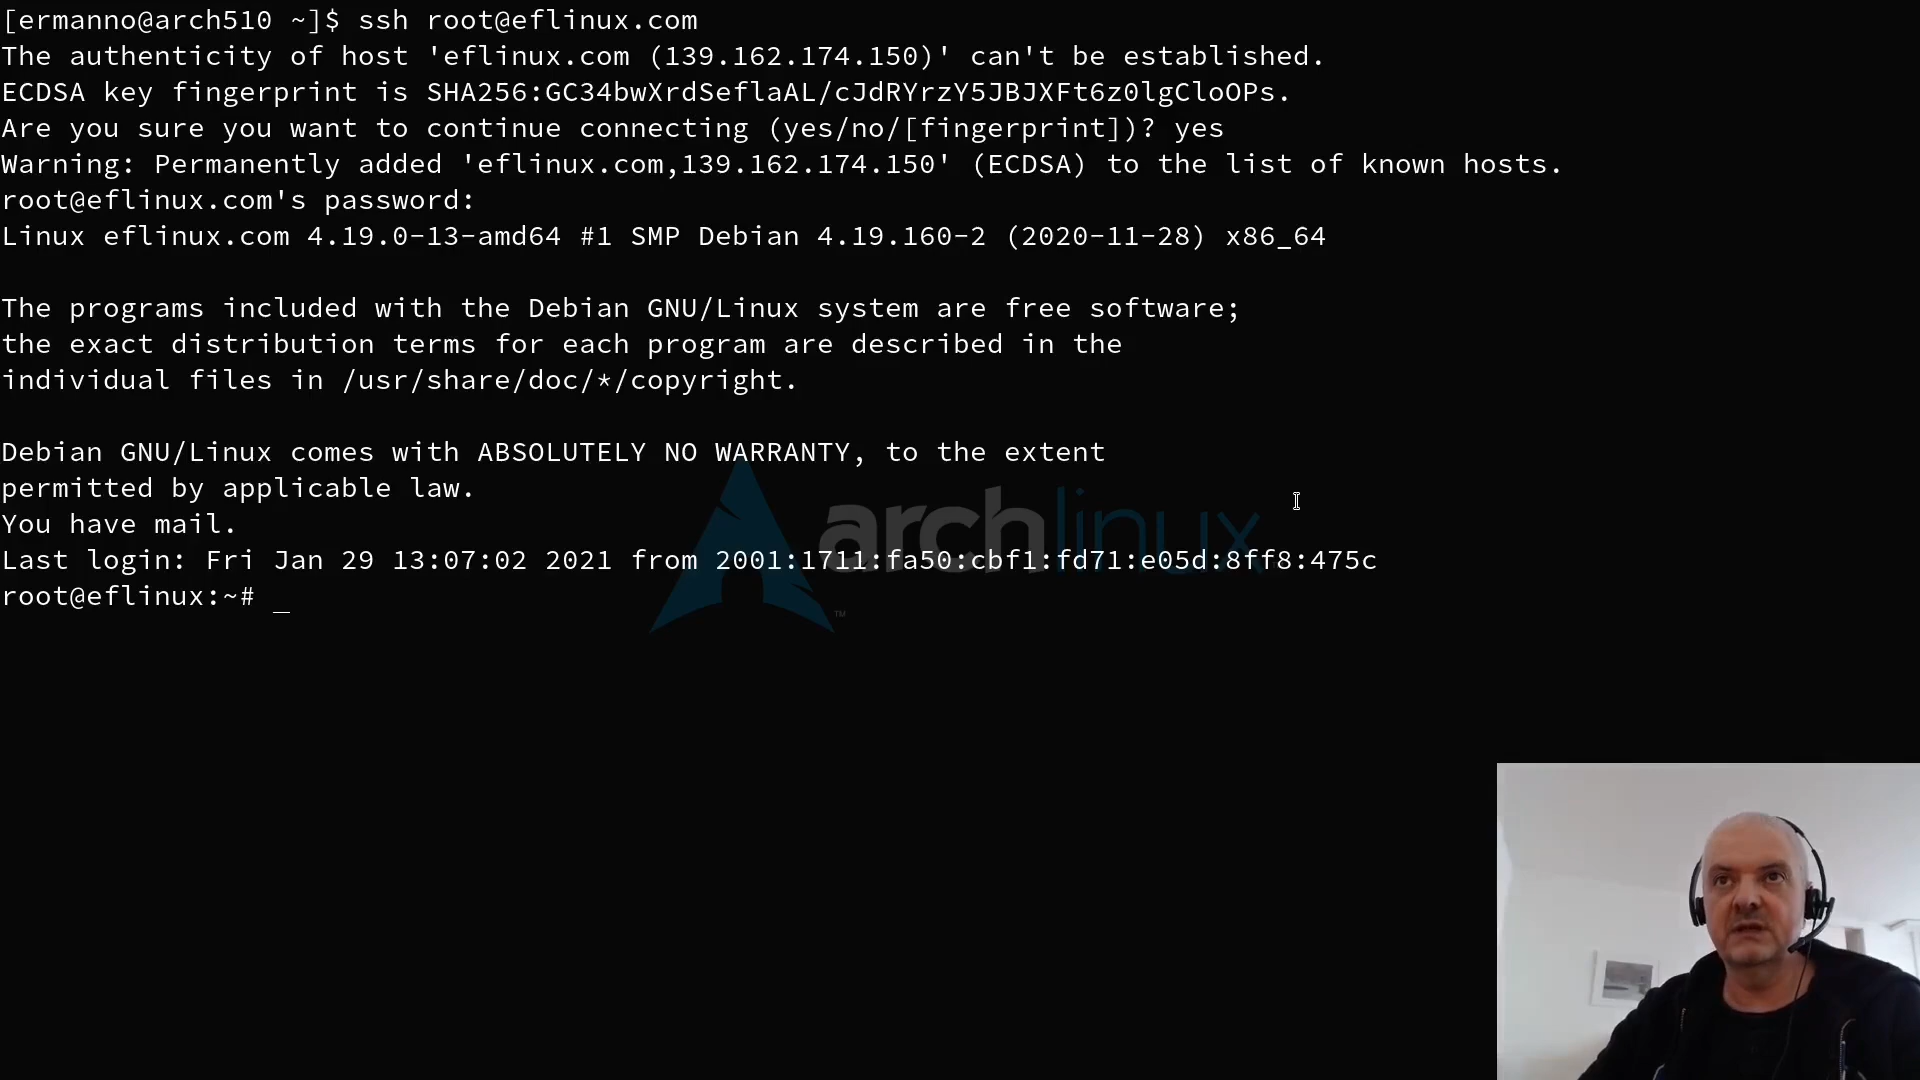 [ermanno@arch510 ~]$ ssh root@eflinux.com
The authenticity of host 'eflinux.com (139.162.174.150)' can't be established.
ECDSA key fingerprint is SHA256:GC34bwXrdSeflaAL/cJdRYrzY5JBJXFt6z0lgCloOPs.
Are you sure you want to continue connecting (yes/no/[fingerprint])? yes
Warning: Permanently added 'eflinux.com,139.162.174.150' (ECDSA) to the list of known hosts.
root@eflinux.com's password:
Linux eflinux.com 4.19.0-13-amd64 #1 SMP Debian 4.19.160-2 (2020-11-28) x86_64
The programs included with the Debian GNU/Linux system are free software;
the exact distribution terms for each program are described in the
individual files in /usr/share/doc/*/copyright.
Debian GNU/Linux comes with ABSOLUTELY NO WARRANTY, to the extent
permitted by applicable law.
You have mail.
archlinux
Last login: Fri Jan 29 13:07:02 2021 from 2001:1711:fa50:cbf1:fd71:e05d:8ff8:475c
root@eflinux:~# _
TM